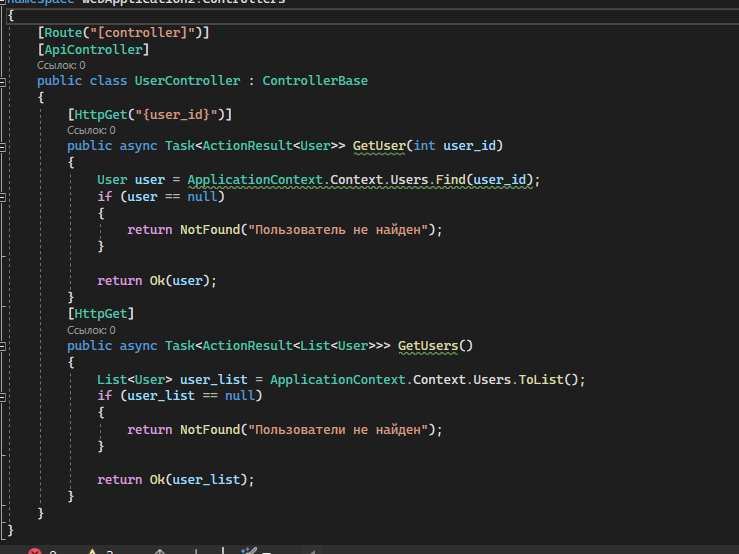 namespace WebApplication2.Controllers
{
[Route("[controller]")]
[ApiController]
Ссылок: 0
public class UserController : ControllerBase
{
[HttpGet("{user_id}")]
Ссылок: 0
public async Task<ActionResult<User>> GetUser(int user_id)
{
User user = ApplicationContext.Context.Users.Find(user_id);
if (user == null)
{
return NotFound("Пользователь не найден");
}
return Ok(user);
}
[HttpGet]
Ссылок: 0
public async Task<ActionResult<List<User>>> GetUsers()
{
List<User> user_list = ApplicationContext.Context.Users.ToList();
if (user_list == null)
{
return NotFound("Пользователи не найден");
}
return Ok(user_list);
}
}
}